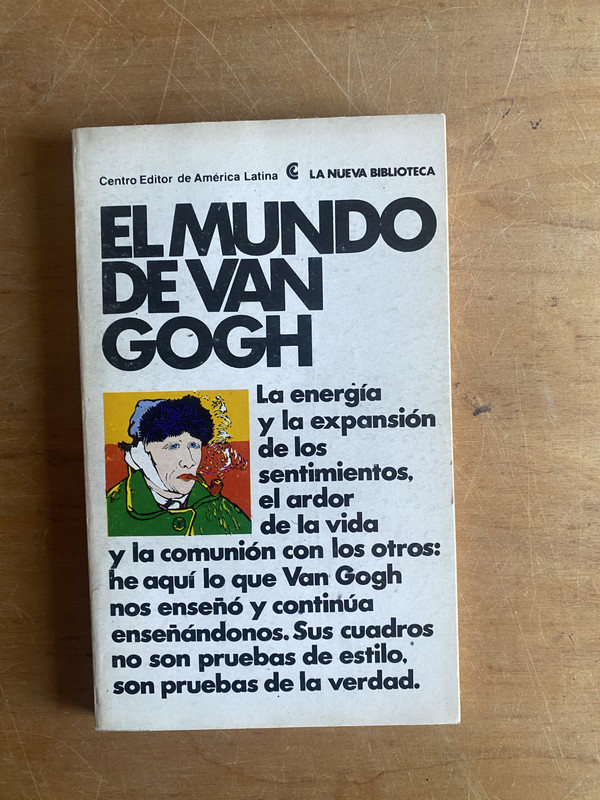 Centro Editor de América Latina LA NUEVA BIBLIOTECA
EL MUNDO
DE VAN
GOGH
La energía
y la expansión
de los
sentimientos,
el ardor
de la vida
y la comunión con los otros:
he aquí lo que Van Gogh
nos enseñó y continúa
enseñándonos. Sus cuadros
no son pruebas de estilo,
son pruebas de la verdad.